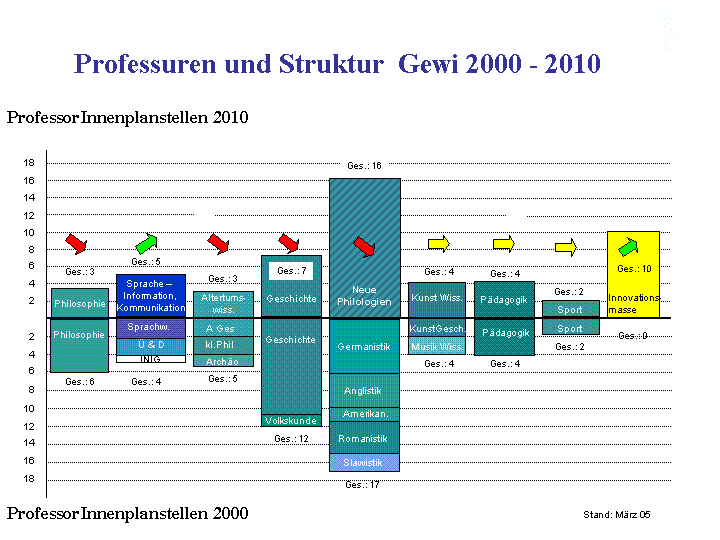 Professuren und Struktur Gewi 2000 - 2010
ProfessorInnenplanstellen 2010
18
Ges.: 16
16
14
12
10
8
6
Ges.: 3
Ges.: 5
Ges.: 3
Ges.: 7
Ges.: 4
Ges.: 4
Ges.: 10
4
Sprache –
Information,
Kommunikation
Neue
Philologien
Ges.: 2
2
Philosophie
Altertums-
wiss.
Geschichte
Kunst Wiss.
Pädagogik
Sport
Innovations-
masse
2
Philosophie
Sprachw.
A Ges
Geschichte
KunstGesch.
Pädagogik
Sport
Ges.: 0
4
Ü & D
kl.Phil
Germanistik
Musik Wiss.
Ges.: 2
INIG
Archäo
Ges.: 4
Ges.: 4
6
Ges.: 6
Ges.: 4
Ges.: 5
8
Anglistik
10
Amerikan.
12
Volkskunde
14
Ges.: 12
Romanistik
16
Slawistik
18
Ges.: 17
ProfessorInnenplanstellen 2000
Stand: März 05